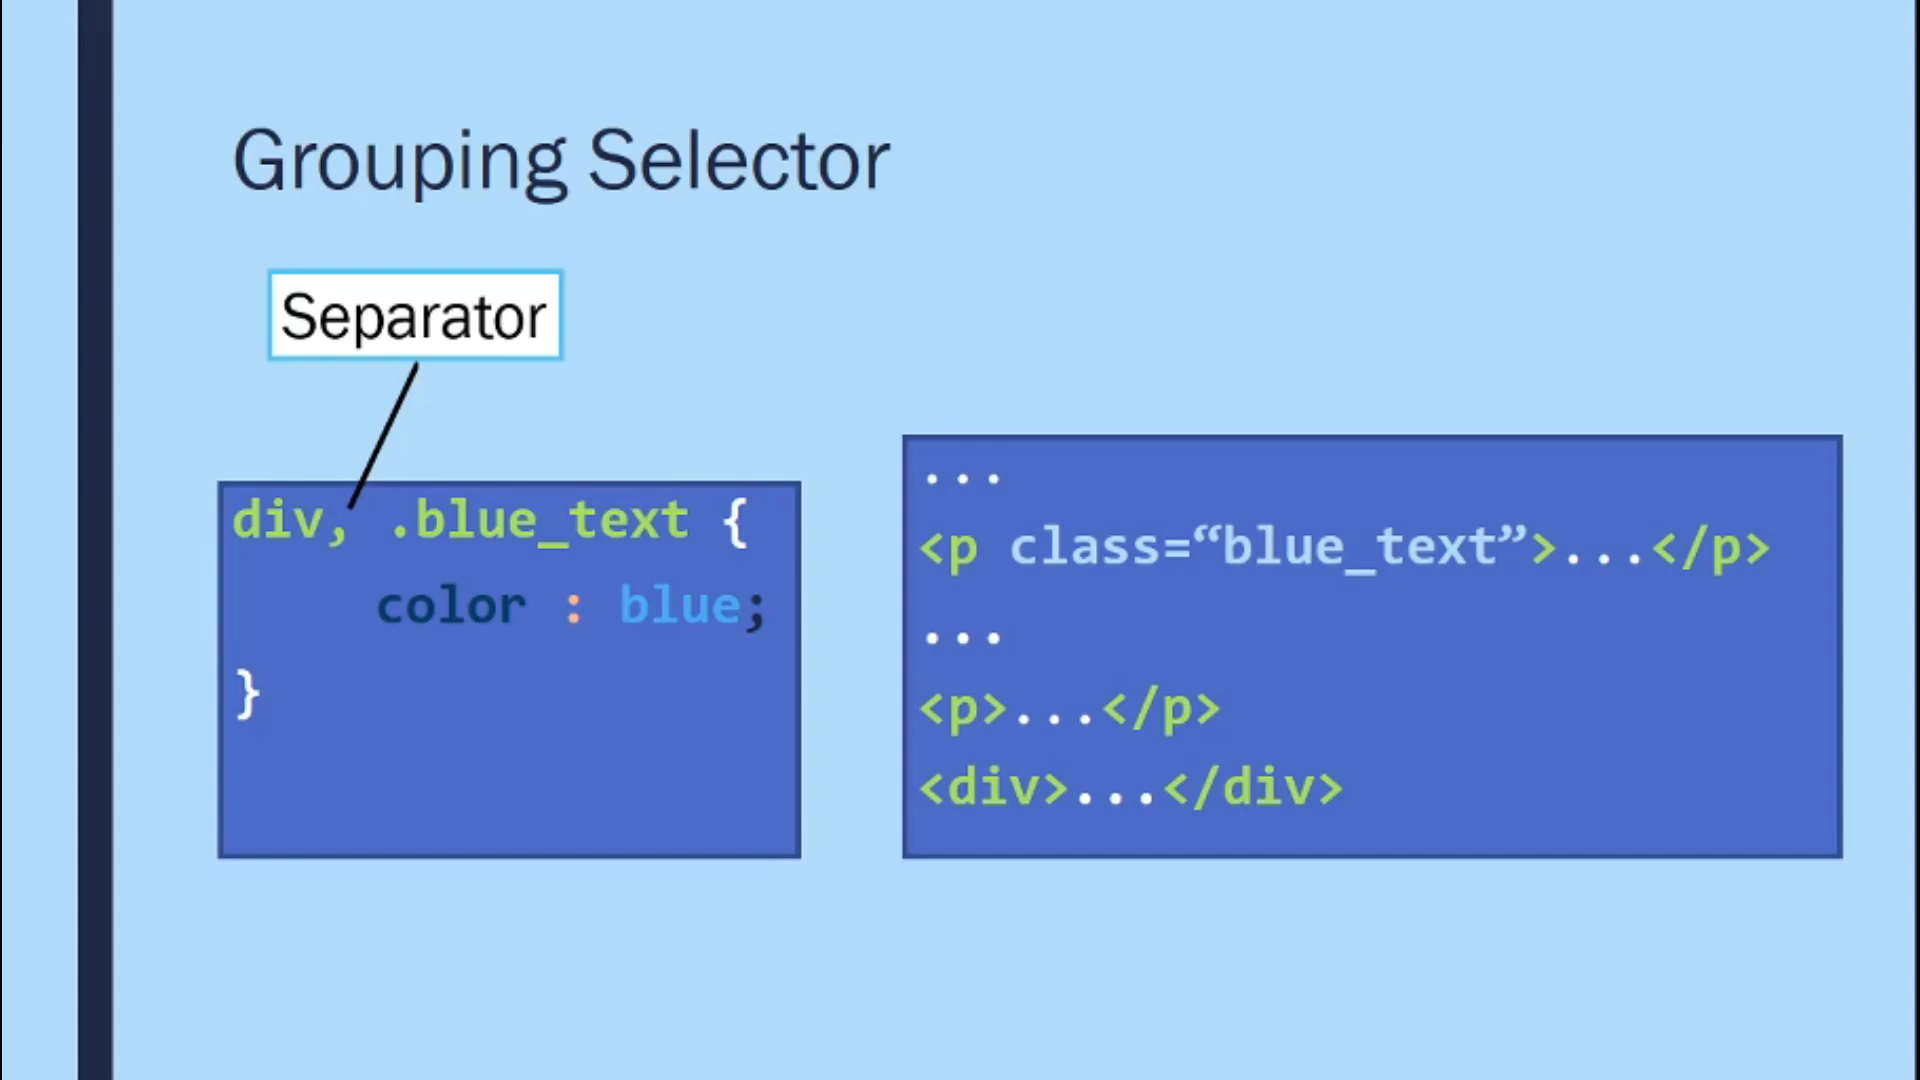 Grouping Selector
Separator
div, .blue_text {
color : blue;
}
...
<p class=“blue_text”>...</p>
...
<p>...</p>
<div>...</div>